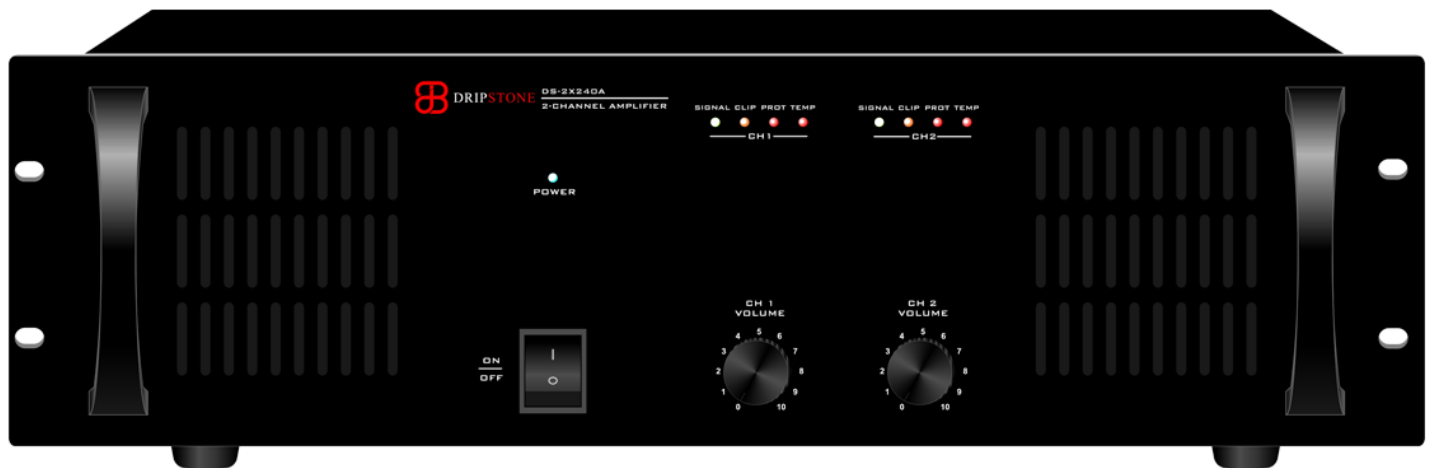 DRIPSTONE
DS-2X240A
2-CHANNEL AMPLIFIER
SIGNAL CLIP PROT TEMP
CH1
SIGNAL CLIP PROT TEMP
CH2
POWER
ON
OFF
I
O
CH 1
VOLUME
0 1 2 3 4 5 6 7 8 9 10
CH 2
VOLUME
0 1 2 3 4 5 6 7 8 9 10